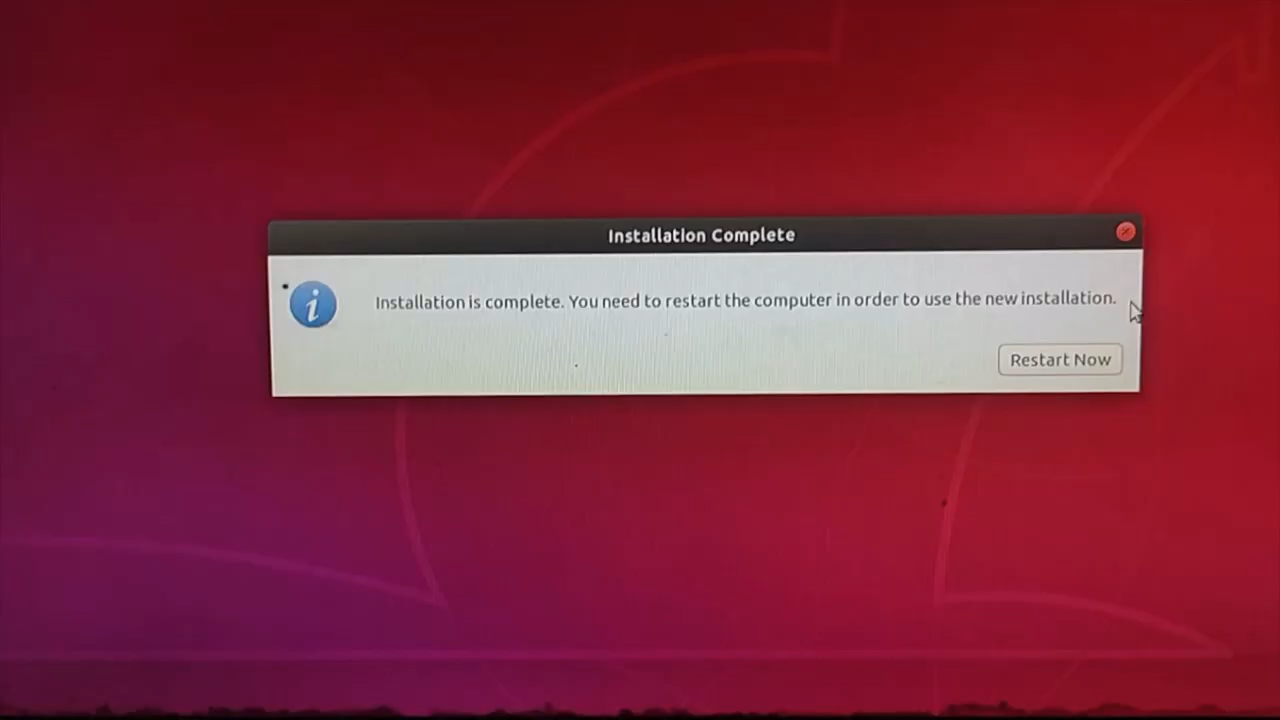 Installation Complete
Installation is complete. You need to restart the computer in order to use the new installation.
Restart Now